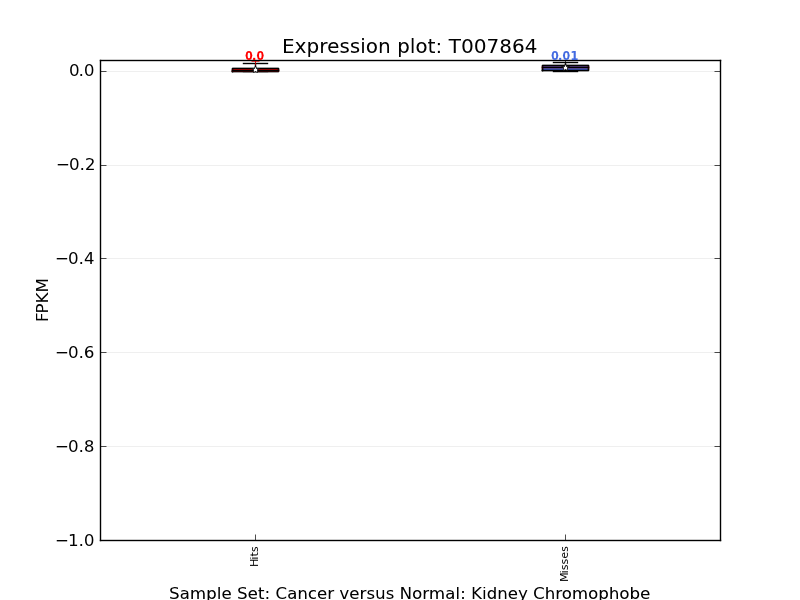 Expression plot: T007864
0.0
0.01
0.0
−0.2
−0.4
−0.6
−0.8
−1.0
FPKM
Hits
Misses
Sample Set: Cancer versus Normal: Kidney Chromophobe